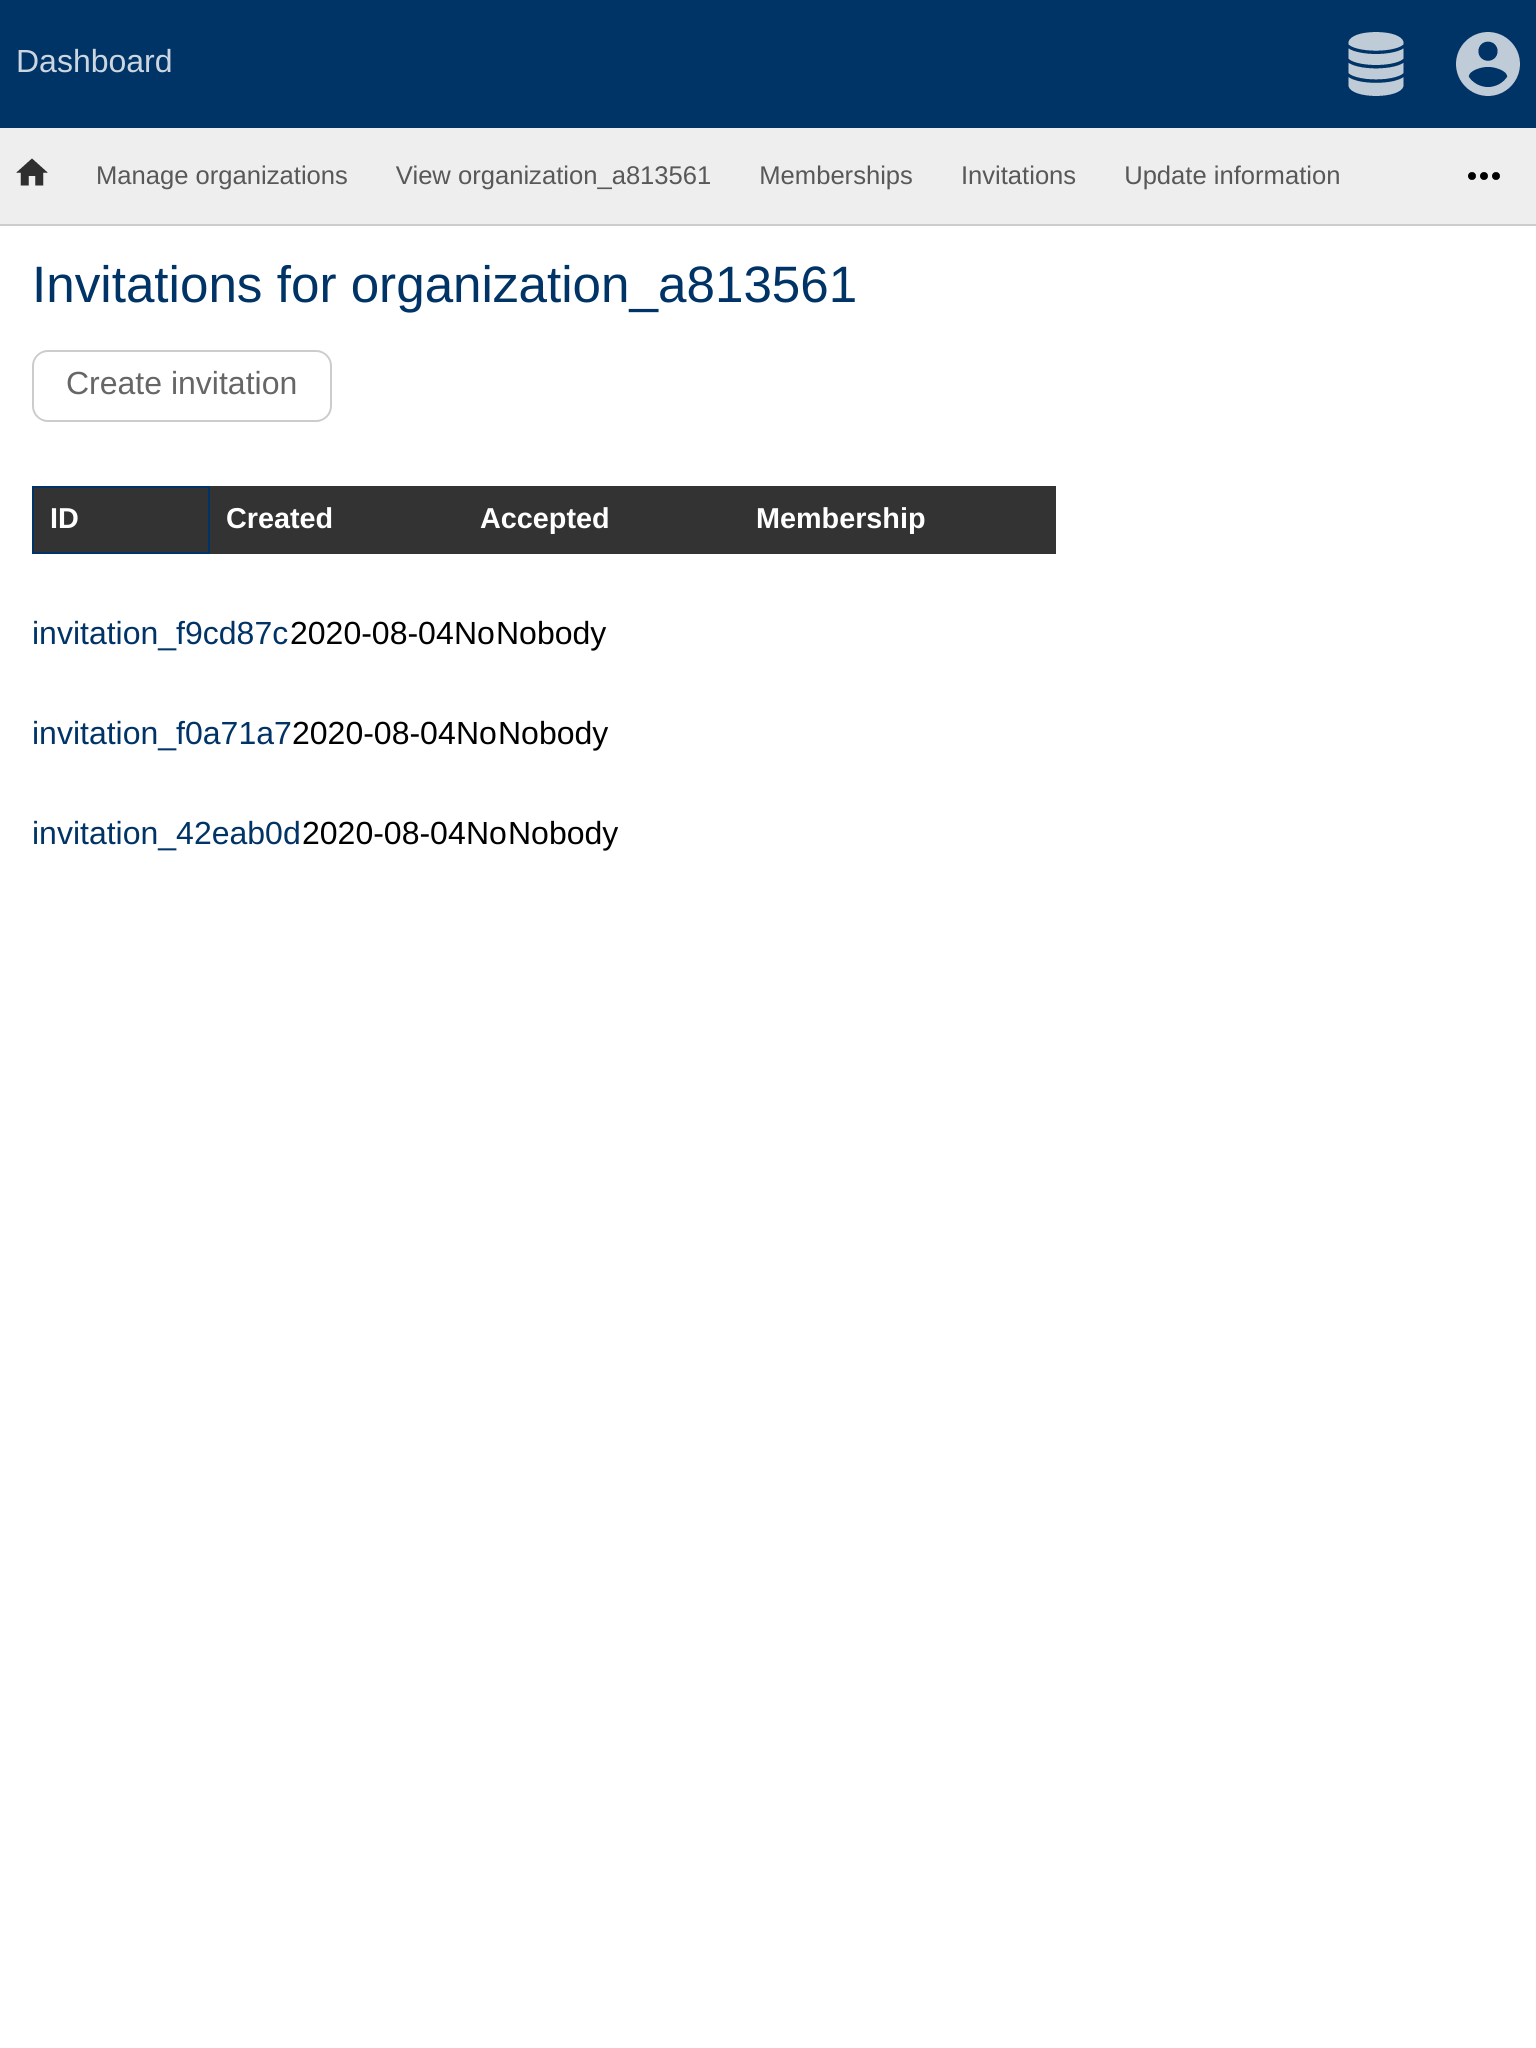 Dashboard
Manage organizations View organization_a813561 Memberships Invitations Update information
Invitations for organization_a813561
Create invitation
ID Created Accepted Membership
invitation_f9cd87c2020-08-04NoNobody
invitation_f0a71a72020-08-04NoNobody
invitation_42eab0d2020-08-04NoNobody